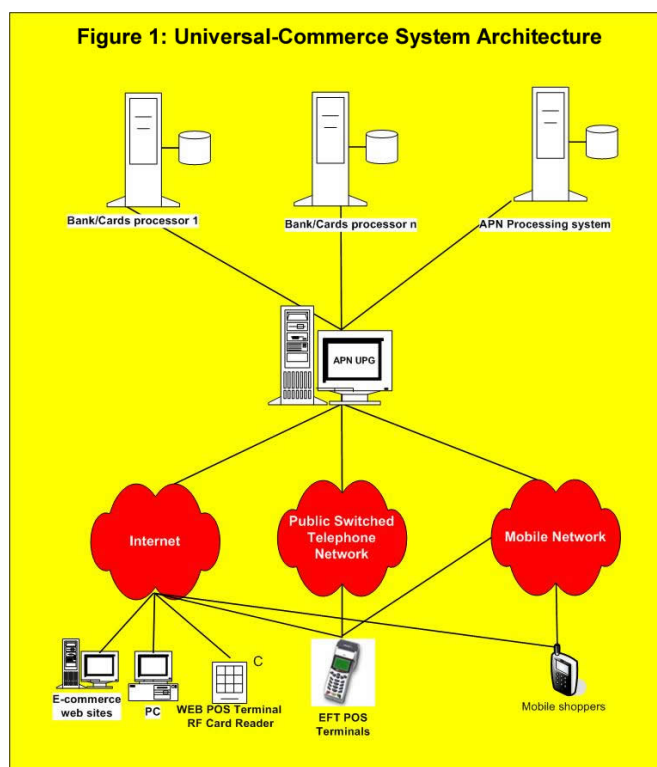 Figure 1: Universal-Commerce System Architecture
Bank/Cards processor 1
Bank/Cards processor n
APN Processing system
APN UPG
Internet
Public Switched
Telephone
Network
Mobile Network
C
E-commerce
web sites
PC
WEB POS Terminal
RF Card Reader
EFT POS
Terminals
Mobile shoppers